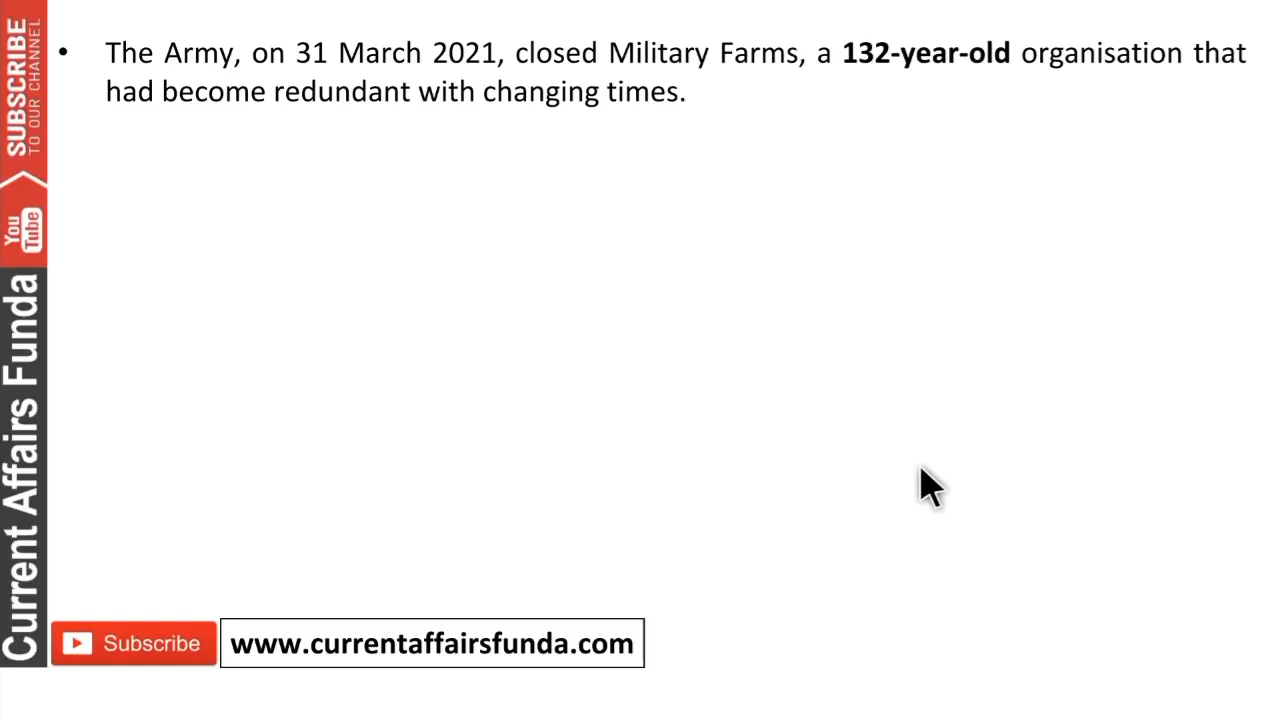 • The Army, on 31 March 2021, closed Military Farms, a 132-year-old organisation that
had become redundant with changing times.
SUBSCRIBE
TO OUR CHANNEL
You
Tube
Current Affairs Funda
Subscribe
www.currentaffairsfunda.com